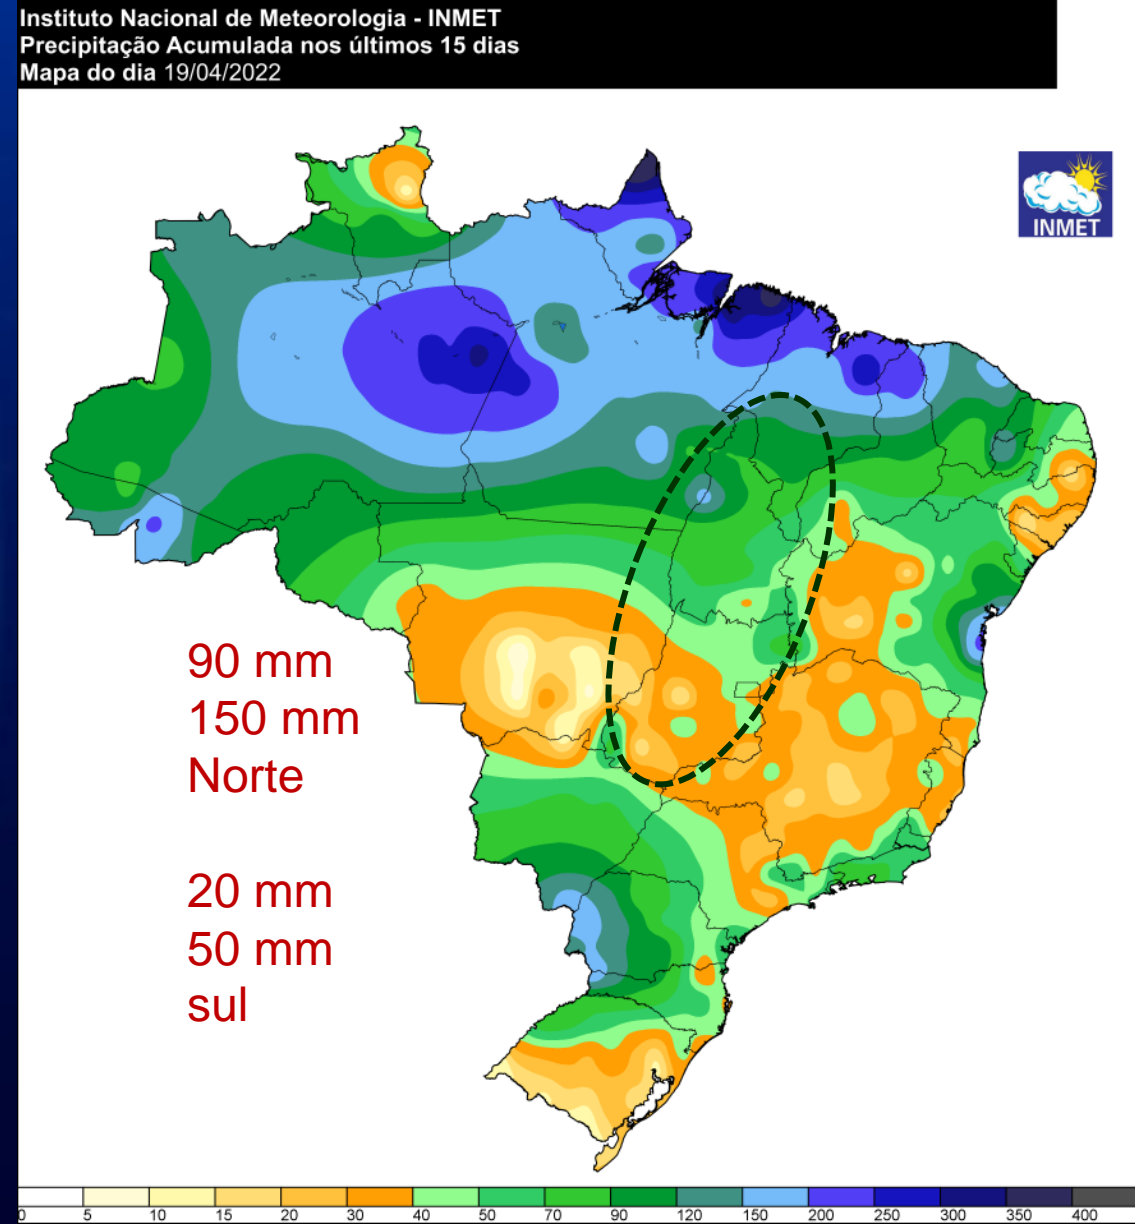 Instituto Nacional de Meteorologia - INMET
Precipitação Acumulada nos últimos 15 dias
Mapa do dia 19/04/2022
INMET
90 mm
150 mm
Norte
20 mm
50 mm
sul
0 5 10 15 20 30 40 50 70 90 120 150 200 250 300 350 400